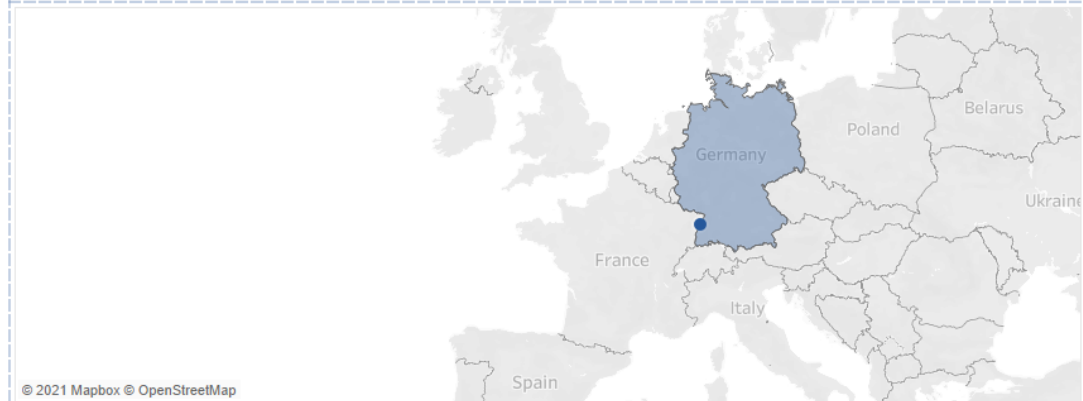 Belarus
Poland
Germany
Ukraine
France
Italy
Spain
© 2021 Mapbox © OpenStreetMap